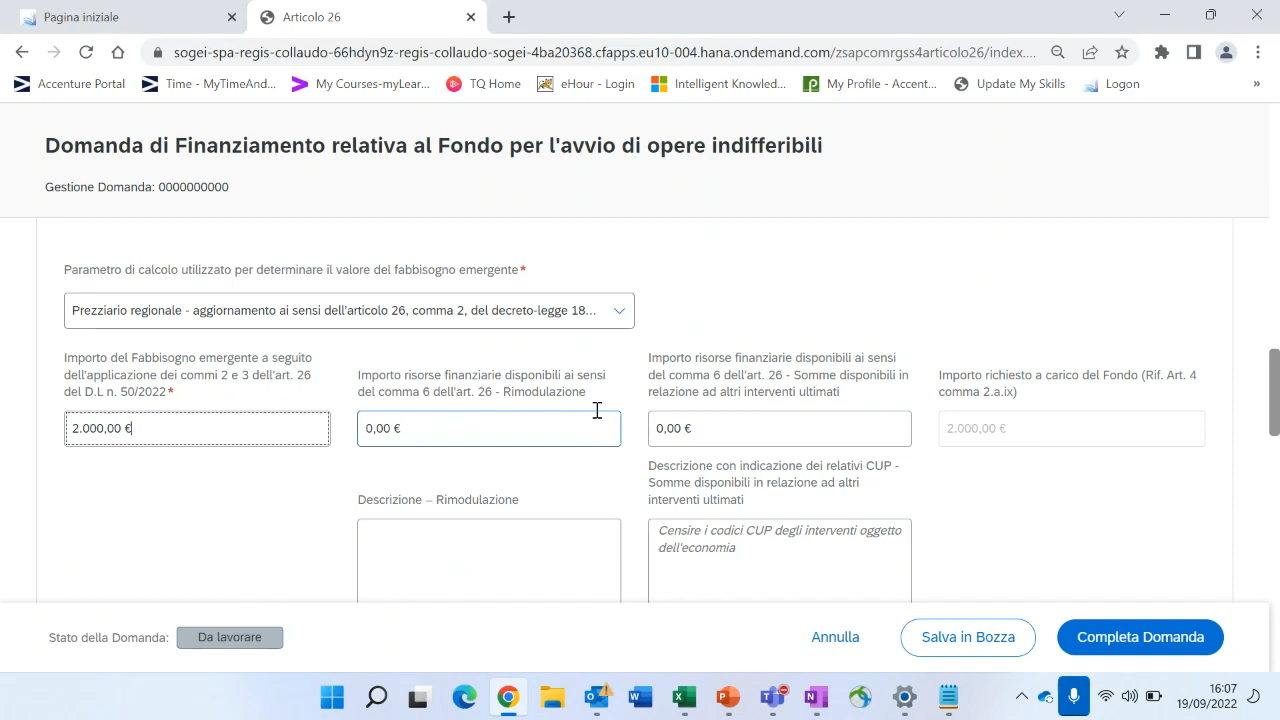 Pagina iniziale
Articolo 26
sogei-spa-regis-collaudo-66hdyn9z-regis-collaudo-sogei-4ba20368.cfapps.eu10-004.hana.ondemand.com/zsapcomrgss4articolo26/index....
Accenture Portal
Time - MyTimeAnd...
My Courses-myLear...
TQ Home
eHour - Login
Intelligent Knowled...
My Profile - Accent...
Update My Skills
Logon
»
Domanda di Finanziamento relativa al Fondo per l'avvio di opere indifferibili
Gestione Domanda: 0000000000
Parametro di calcolo utilizzato per determinare il valore del fabbisogno emergente*
Prezziario regionale - aggiornamento ai sensi dell'articolo 26, comma 2, del decreto-legge 18...
Importo del Fabbisogno emergente a seguito
dell'applicazione dei commi 2 e 3 dell'art. 26
del D.L n. 50/2022*
2.000,00 €
Importo risorse finanziarie disponibili ai sensi
del comma 6 dell'art. 26 - Rimodulazione
0,00 €
Importo risorse finanziarie disponibili ai sensi
del comma 6 dell'art. 26 - Somme disponibili in
relazione ad altri interventi ultimati
0,00 €
Importo richiesto a carico del Fondo (Rif. Art. 4
comma 2.a.ix)
2.000,00 €
Descrizione – Rimodulazione
Descrizione con indicazione dei relativi CUP -
Somme disponibili in relazione ad altri
interventi ultimati
Censire i codici CUP degli interventi oggetto
dell'economia
Stato della Domanda:
Da lavorare
Annulla
Salva in Bozza
Completa Domanda
16:07
19/09/2022